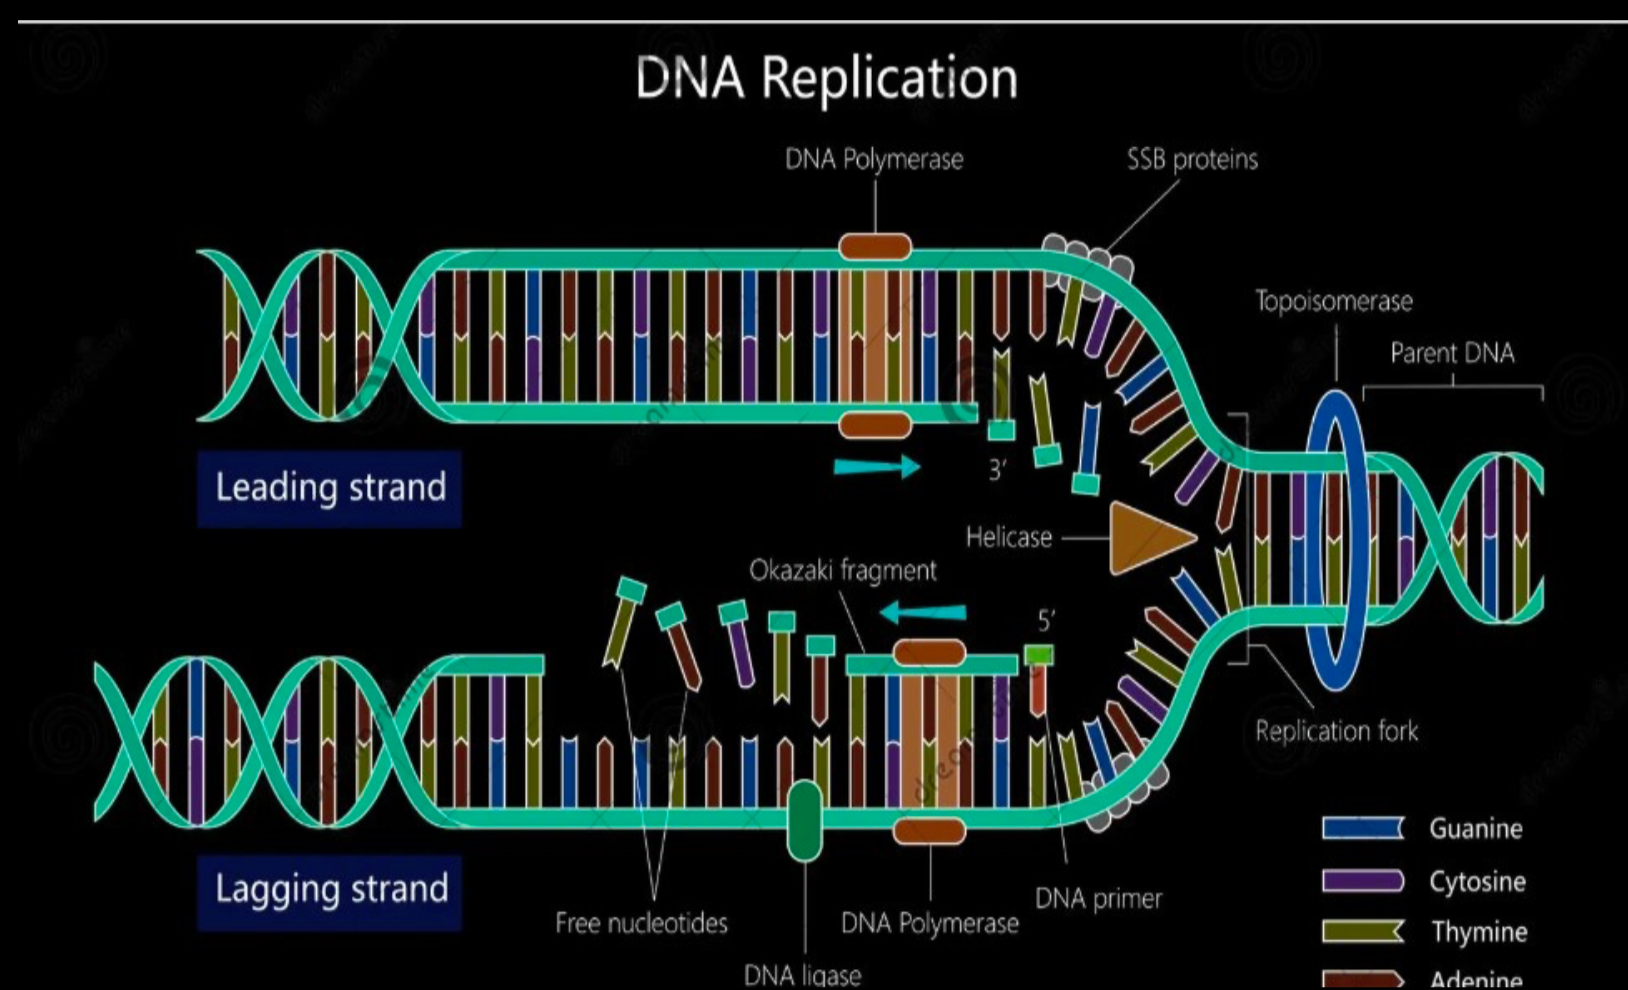 DNA Replication
DNA Polymerase
SSB proteins
Topoisomerase
Parent DNA
Leading strand
3′
Helicase
Okazaki fragment
5′
Replication fork
Lagging strand
Free nucleotides
DNA Polymerase
DNA primer
DNA ligase
Guanine
Cytosine
Thymine
Adenine